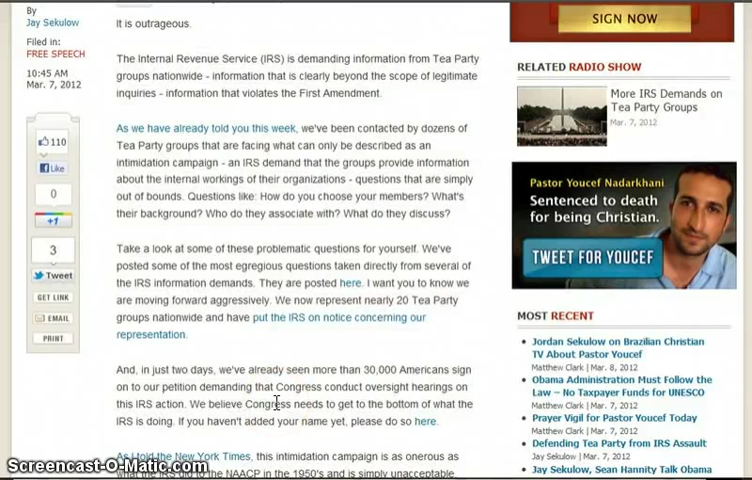 By
Jay Sekulow
Filed in:
FREE SPEECH
10:45 AM
Mar. 7, 2012
110
Like
0
+1
3
Tweet
GET LINK
EMAIL
PRINT
It is outrageous.
The Internal Revenue Service (IRS) is demanding information from Tea Party
groups nationwide - information that is clearly beyond the scope of legitimate
inquiries - information that violates the First Amendment.
As we have already told you this week, we've been contacted by dozens of
Tea Party groups that are facing what can only be described as an
intimidation campaign - an IRS demand that the groups provide information
about the internal workings of their organizations - questions that are simply
out of bounds. Questions like: How do you choose your members? What's
their background? Who do they associate with? What do they discuss?
Take a look at some of these problematic questions for yourself. We've
posted some of the most egregious questions taken directly from several of
the IRS information demands. They are posted here. I want you to know we
are moving forward aggressively. We now represent nearly 20 Tea Party
groups nationwide and have put the IRS on notice concerning our
representation.
And, in just two days, we've already seen more than 30,000 Americans sign
on to our petition demanding that Congress conduct oversight hearings on
this IRS action. We believe Congress needs to get to the bottom of what the
IRS is doing. If you haven't added your name yet, please do so here.
As I told the New York Times, this intimidation campaign is as onerous as
what the IRS did to the NAACP in the 1950's and is simply unacceptable.
SIGN NOW
RELATED RADIO SHOW
More IRS Demands on
Tea Party Groups
Mar. 7, 2012
Pastor Youcef Nadarkhani
Sentenced to death
for being Christian.
TWEET FOR YOUCEF
MOST RECENT
Jordan Sekulow on Brazilian Christian
TV About Pastor Youcef
Matthew Clark | Mar. 8, 2012
Obama Administration Must Follow the
Law – No Taxpayer Funds for UNESCO
Matthew Clark | Mar. 7, 2012
Prayer Vigil for Pastor Youcef Today
Matthew Clark | Mar. 7, 2012
Defending Tea Party from IRS Assault
Jay Sekulow | Mar. 7, 2012
Jay Sekulow, Sean Hannity Talk Obama
Screencast-O-Matic.com